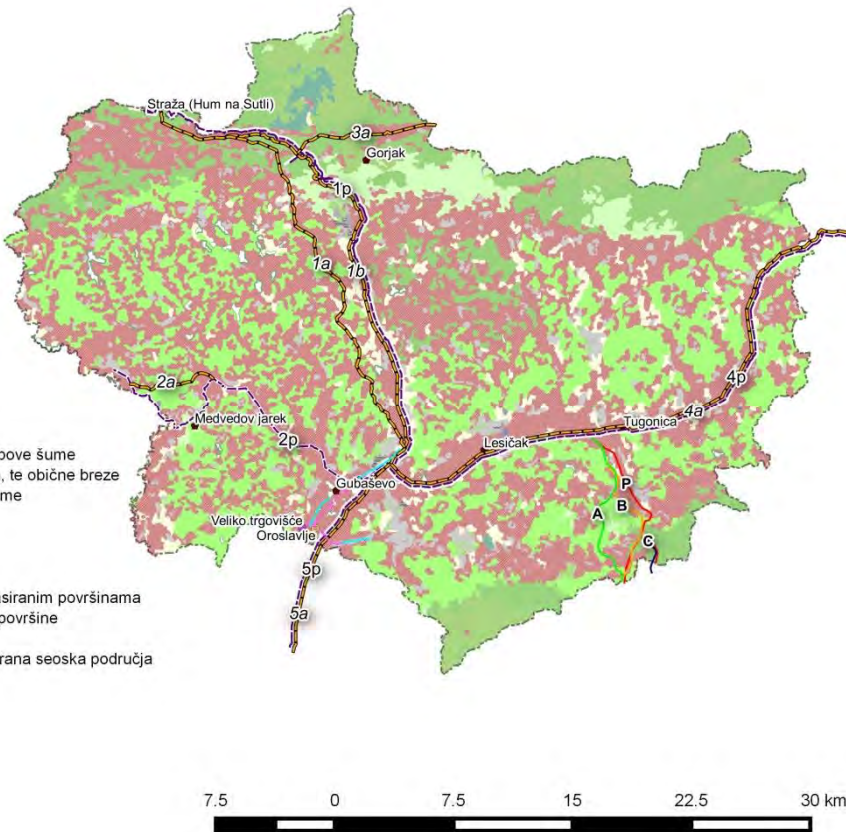 Straža (Hum na Sutli)
3a
Gorjak
1p
1a
1b
2a
4p
Medvedov jarek
Tugonica
4a
2p
Lesičak
Gubaševo
P
B
A
Veliko trgovišće
Oroslavlje
C
5p
5a
pove šume
, te obične breze
me
siranim površinama
površine
rana seoska područja
7.5 0 7.5 15 22.5 30 km